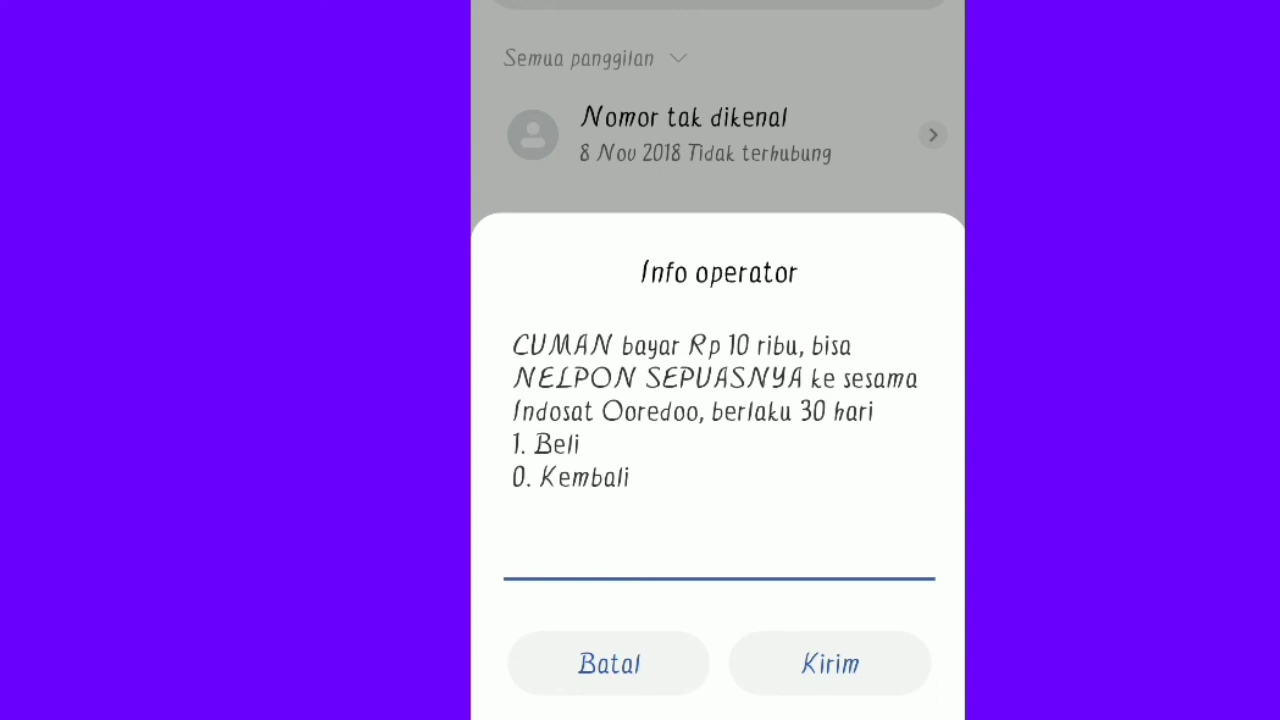 Semua panggilan
Nomor tak dikenal
8 Nov 2018 Tidak terhubung
Info operator
CUMAN bayar Rp 10 ribu, bisa
NELPON SEPUASNYA ke sesama
Indosat Ooredoo, berlaku 30 hari
1. Beli
0. Kembali
Batal
Kirim